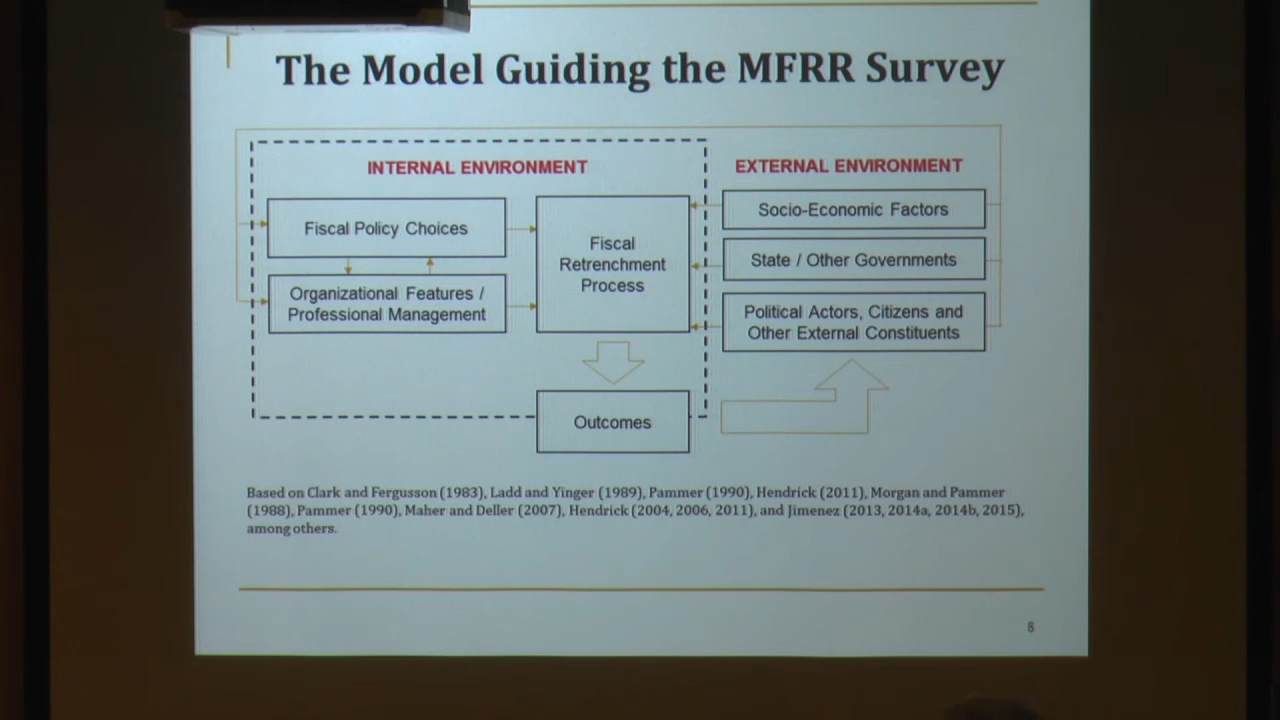 The Model Guiding the MFRR Survey
INTERNAL ENVIRONMENT
EXTERNAL ENVIRONMENT
Fiscal Policy Choices
Organizational Features /
Professional Management
Fiscal
Retrenchment
Process
Socio-Economic Factors
State / Other Governments
Political Actors, Citizens and
Other External Constituents
Outcomes
Based on Clark and Fergusson (1983), Ladd and Yinger (1989), Pammer (1990), Hendrick (2011), Morgan and Pammer
(1988), Pammer (1990), Maher and Deller (2007), Hendrick (2004, 2006, 2011), and Jimenez (2013, 2014a, 2014b, 2015),
among others.
8